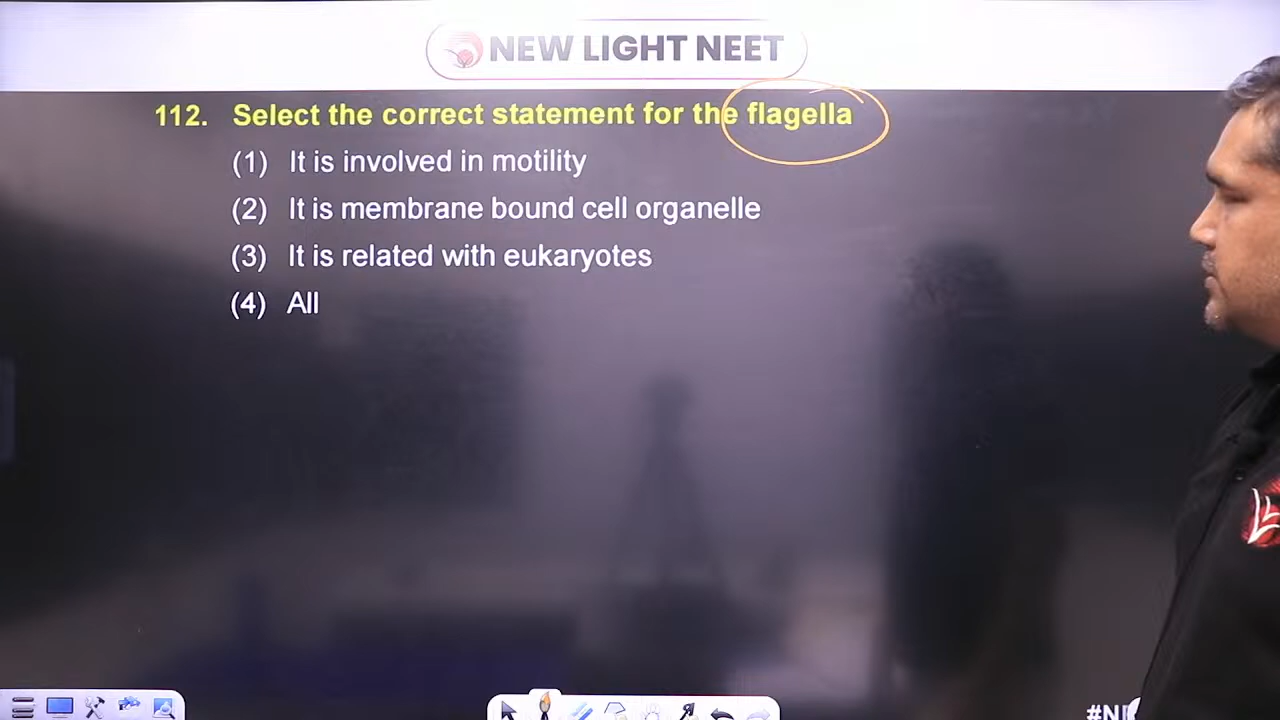 NEW LIGHT NEET
112. Select the correct statement for the flagella
(1) It is involved in motility
(2) It is membrane bound cell organelle
(3) It is related with eukaryotes
(4) All